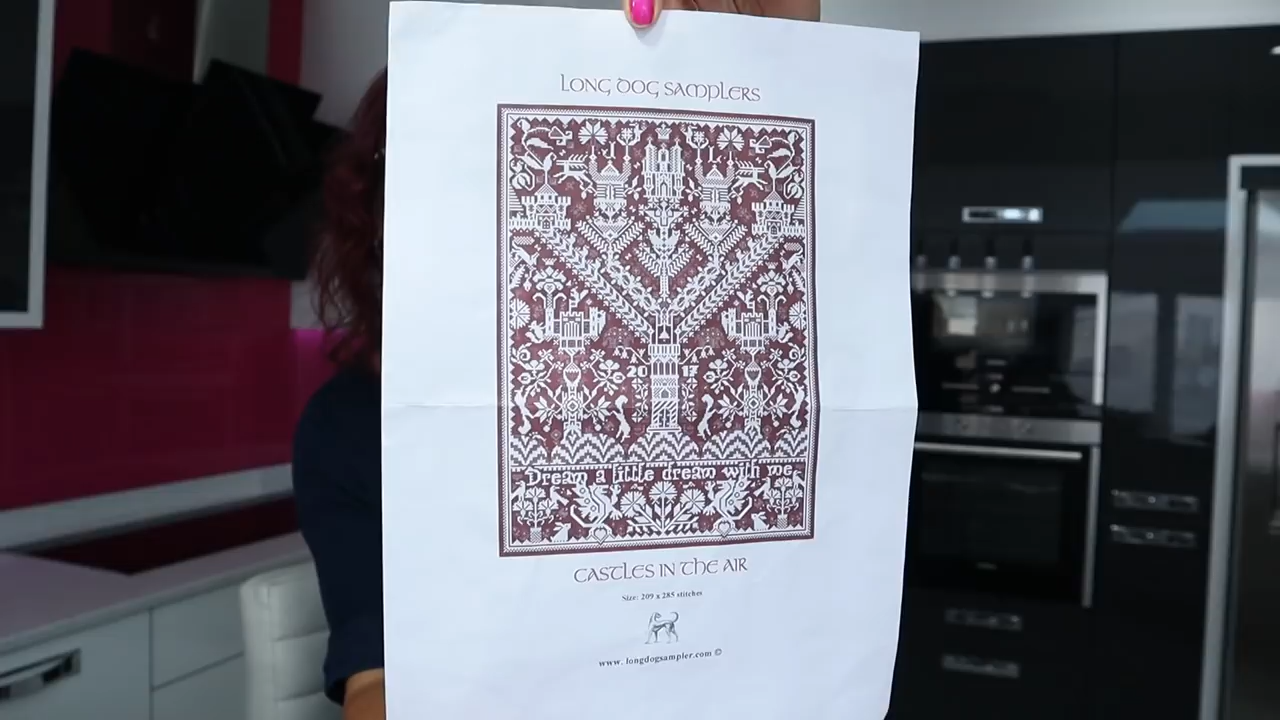 LONG DOG SAMPLERS
2017
Dream a little dream with me
CASTLES IN THE AIR
Size: 209 x 285 stitches
www.longdogsampler.com ©